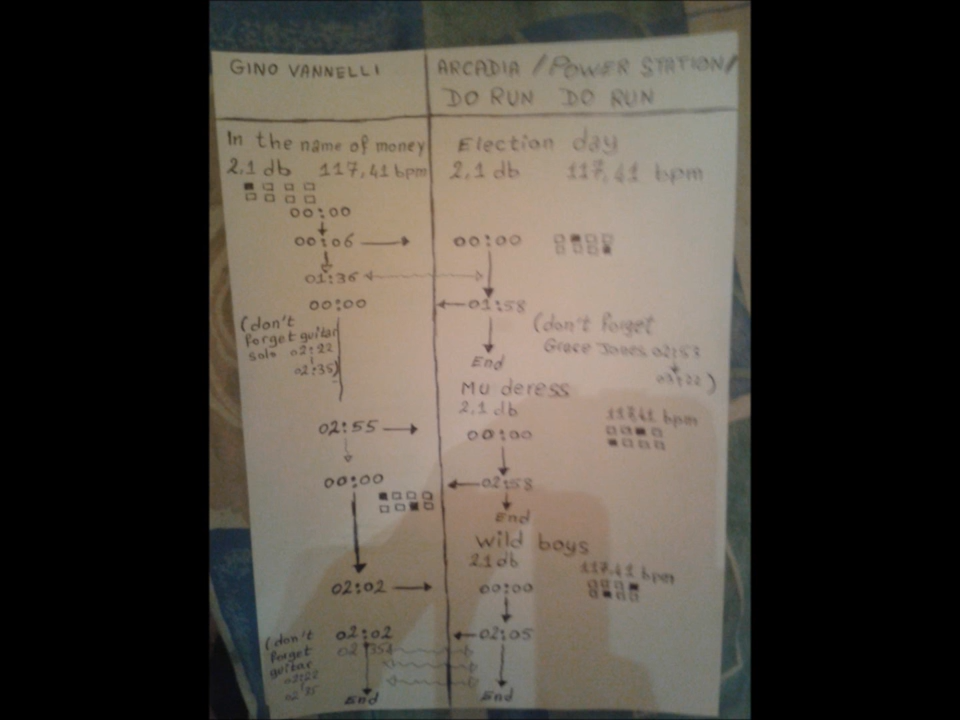 GINO VANNELLI
ARCADIA / POWER STATION /
DO RUN DO RUN
In the name of money
2,1 db 117,41 bpm
00:00
00:06
01:36
00:00
(don't
forget guitar
solo 02:22
02:35)
02:55
00:00
02:02
02:02
(don't
forget
guitar
02:22
02:35
End
Election day
2,1 db 117,41 bpm
00:00
01:58
(don't forget
Grace Jones 02:53
03:22)
End
Mu deress
2,1 db 117,41 bpm
00:00
02:58
End
Wild boys
2,1 db 117,41 bpm
00:00
02:05
End